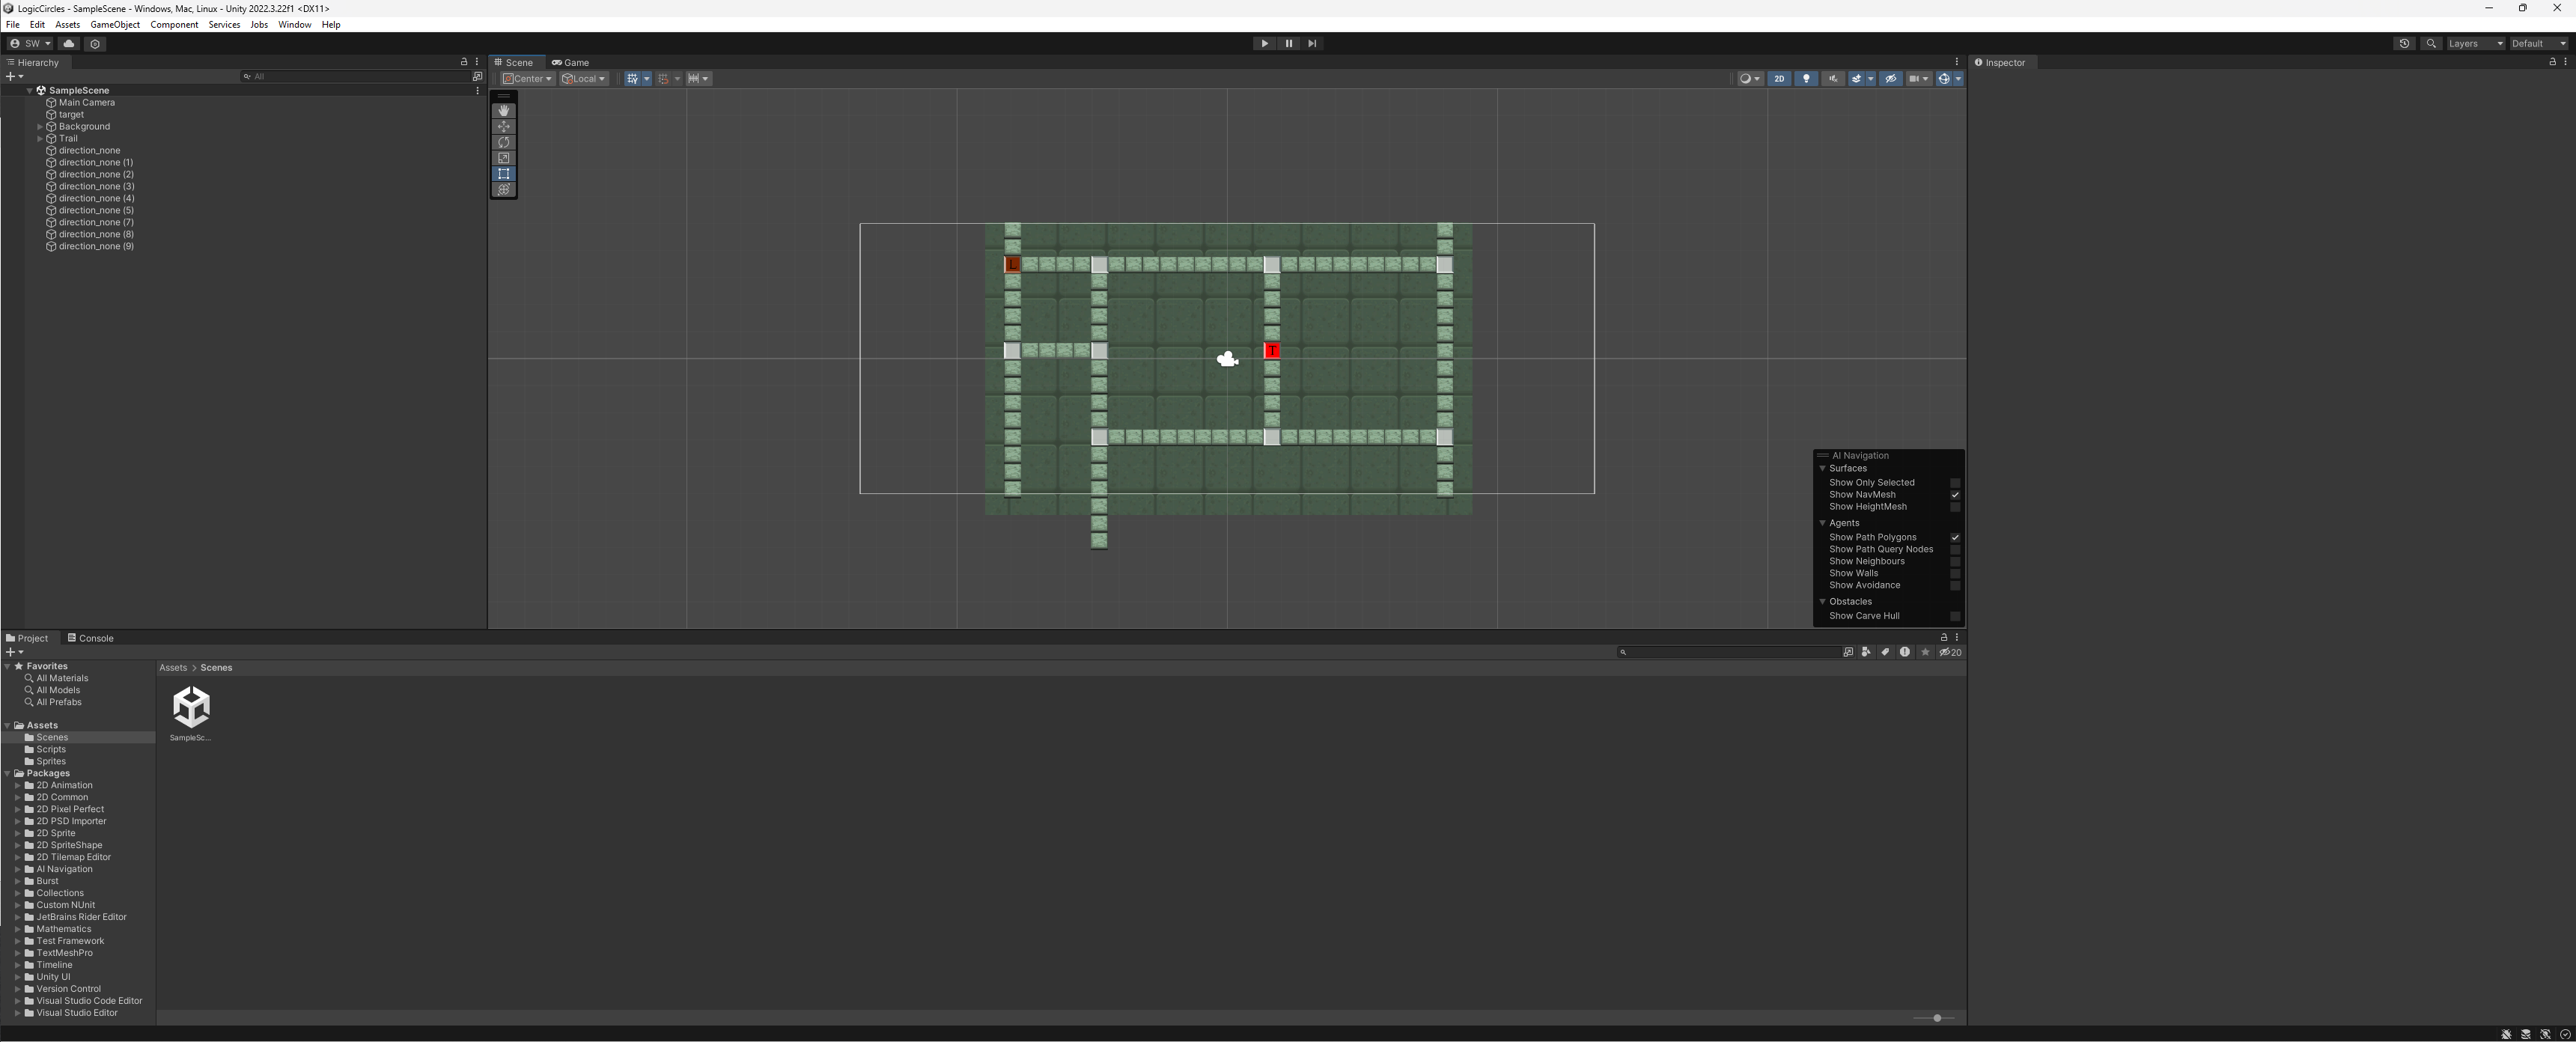 LogicCircles - SampleScene - Windows, Mac, Linux - Unity 2022.3.22f1 <DX11>
File Edit Assets GameObject Component Services Jobs Window Help
SW
Layers Default
Hierarchy
All
SampleScene
Main Camera
target
Background
Trail
direction_none
direction_none (1)
direction_none (2)
direction_none (3)
direction_none (4)
direction_none (5)
direction_none (7)
direction_none (8)
direction_none (9)
Scene Game
Center Local
2D
L
T
AI Navigation
Surfaces
Show Only Selected
Show NavMesh
Show HeightMesh
Agents
Show Path Polygons
Show Path Query Nodes
Show Neighbours
Show Walls
Show Avoidance
Obstacles
Show Carve Hull
Inspector
Project Console
20
Favorites
All Materials
All Models
All Prefabs
Assets
Scenes
Scripts
Sprites
Packages
2D Animation
2D Common
2D Pixel Perfect
2D PSD Importer
2D Sprite
2D SpriteShape
2D Tilemap Editor
AI Navigation
Burst
Collections
Custom NUnit
JetBrains Rider Editor
Mathematics
Test Framework
TextMeshPro
Timeline
Unity UI
Version Control
Visual Studio Code Editor
Visual Studio Editor
Assets > Scenes
SampleSc...